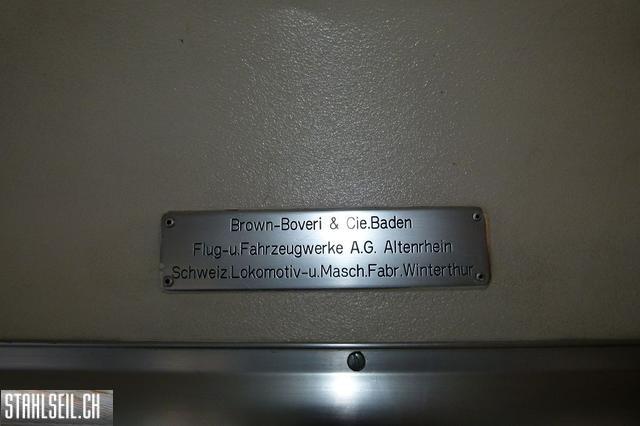 Brown-Boveri & Cie.Baden
Flug-u.Fahrzeugwerke A.G. Altenrhein
Schweiz.Lokomotiv-u.Masch.Fabr.Winterthur
STAHLSEIL.CH